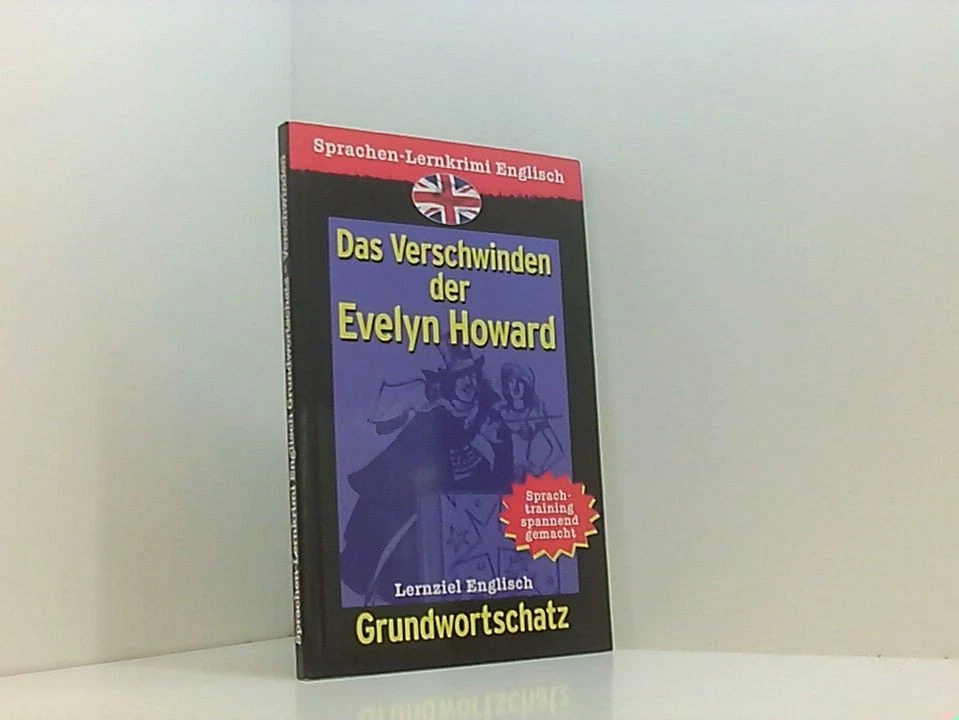 Sprachen-Lernkrimi Englisch
Das Verschwinden
der
Evelyn Howard
Sprach-
training
spannend
gemacht
Lernziel Englisch
Grundwortschatz
Sprachen-Lernkrimi Englisch Grundwortschatz – Verschwinden
Grundwortschatz